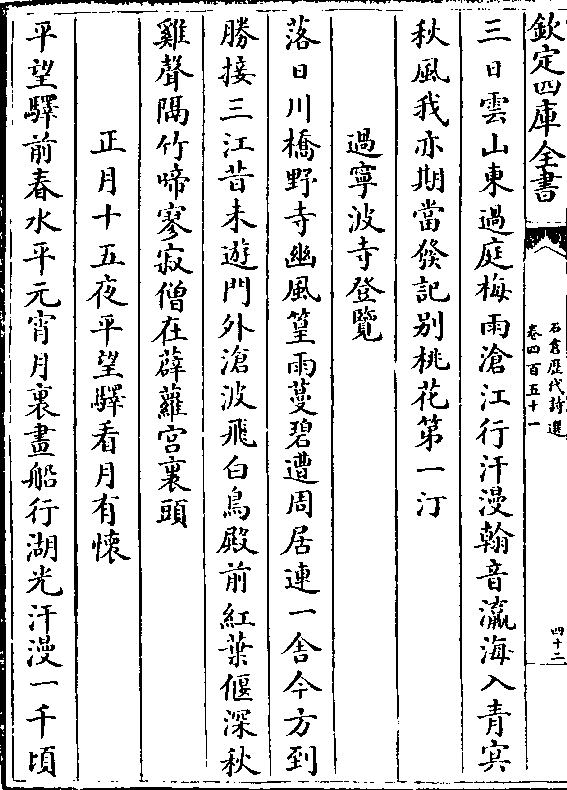 欽定四庫全書
石倉歷代詩選
卷四百五十一
四十二
三日雲山東過庭梅雨滄江行汗漫翰音瀛海入青㝠
秋風我亦期當發記别桃花第一汀
過寧波寺登覽
落日川橋野寺幽風篁雨蔓碧遭周居連一舎今方到
勝接三江昔未遊門外滄波飛白鳥殿前紅葉偃深秋
雞聲隔竹啼寥寂僧在薜蘿宫裏頭
正月十五夜平望驛看月有懐
平望驛前春水平元宵月裏畫船行湖光汗漫一千頃